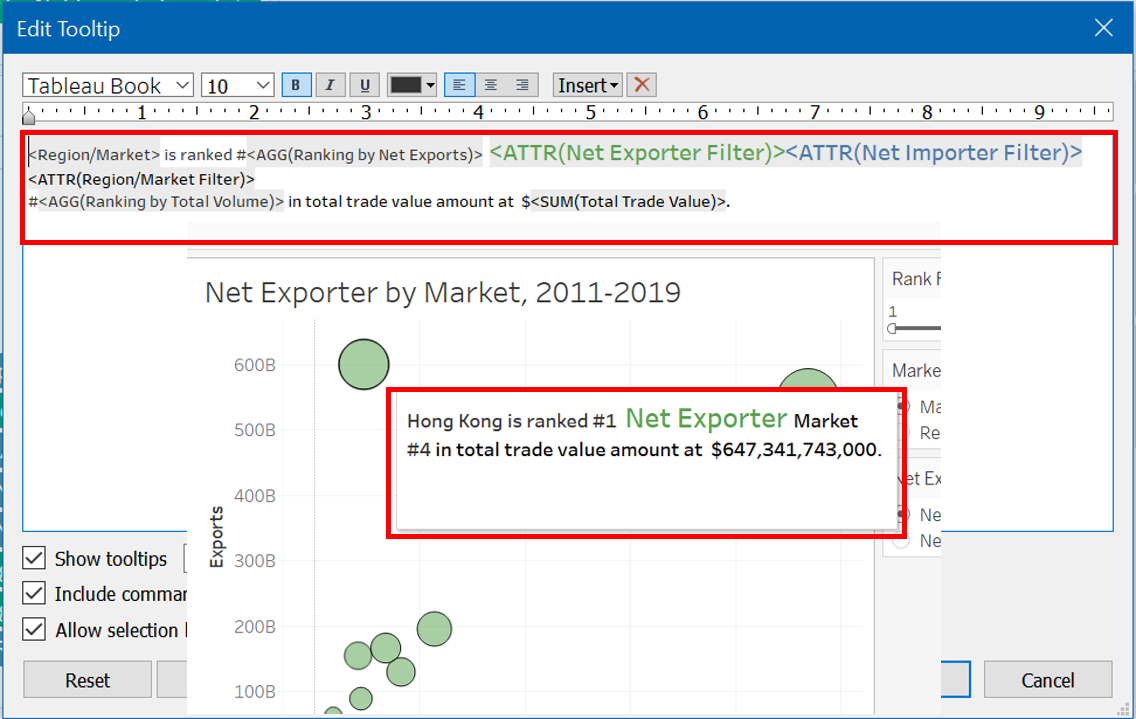 Edit Tooltip
Tableau Book 10 B I U Insert
1 2 3 4 5 6 7 8 9
<Region/Market> is ranked #<AGG(Ranking by Net Exports)> <ATTR(Net Exporter Filter)><ATTR(Net Importer Filter)>
<ATTR(Region/Market Filter)>
#<AGG(Ranking by Total Volume)> in total trade value amount at $<SUM(Total Trade Value)>.
Net Exporter by Market, 2011-2019
Rank
1
600B
500B
400B
300B
200B
100B
Exports
Hong Kong is ranked #1 Net Exporter Market
#4 in total trade value amount at $647,341,743,000.
Marke
Ma
Re
et Ex
Ne
Ne
Show tooltips
Include comma
Allow selection
Reset
Cancel